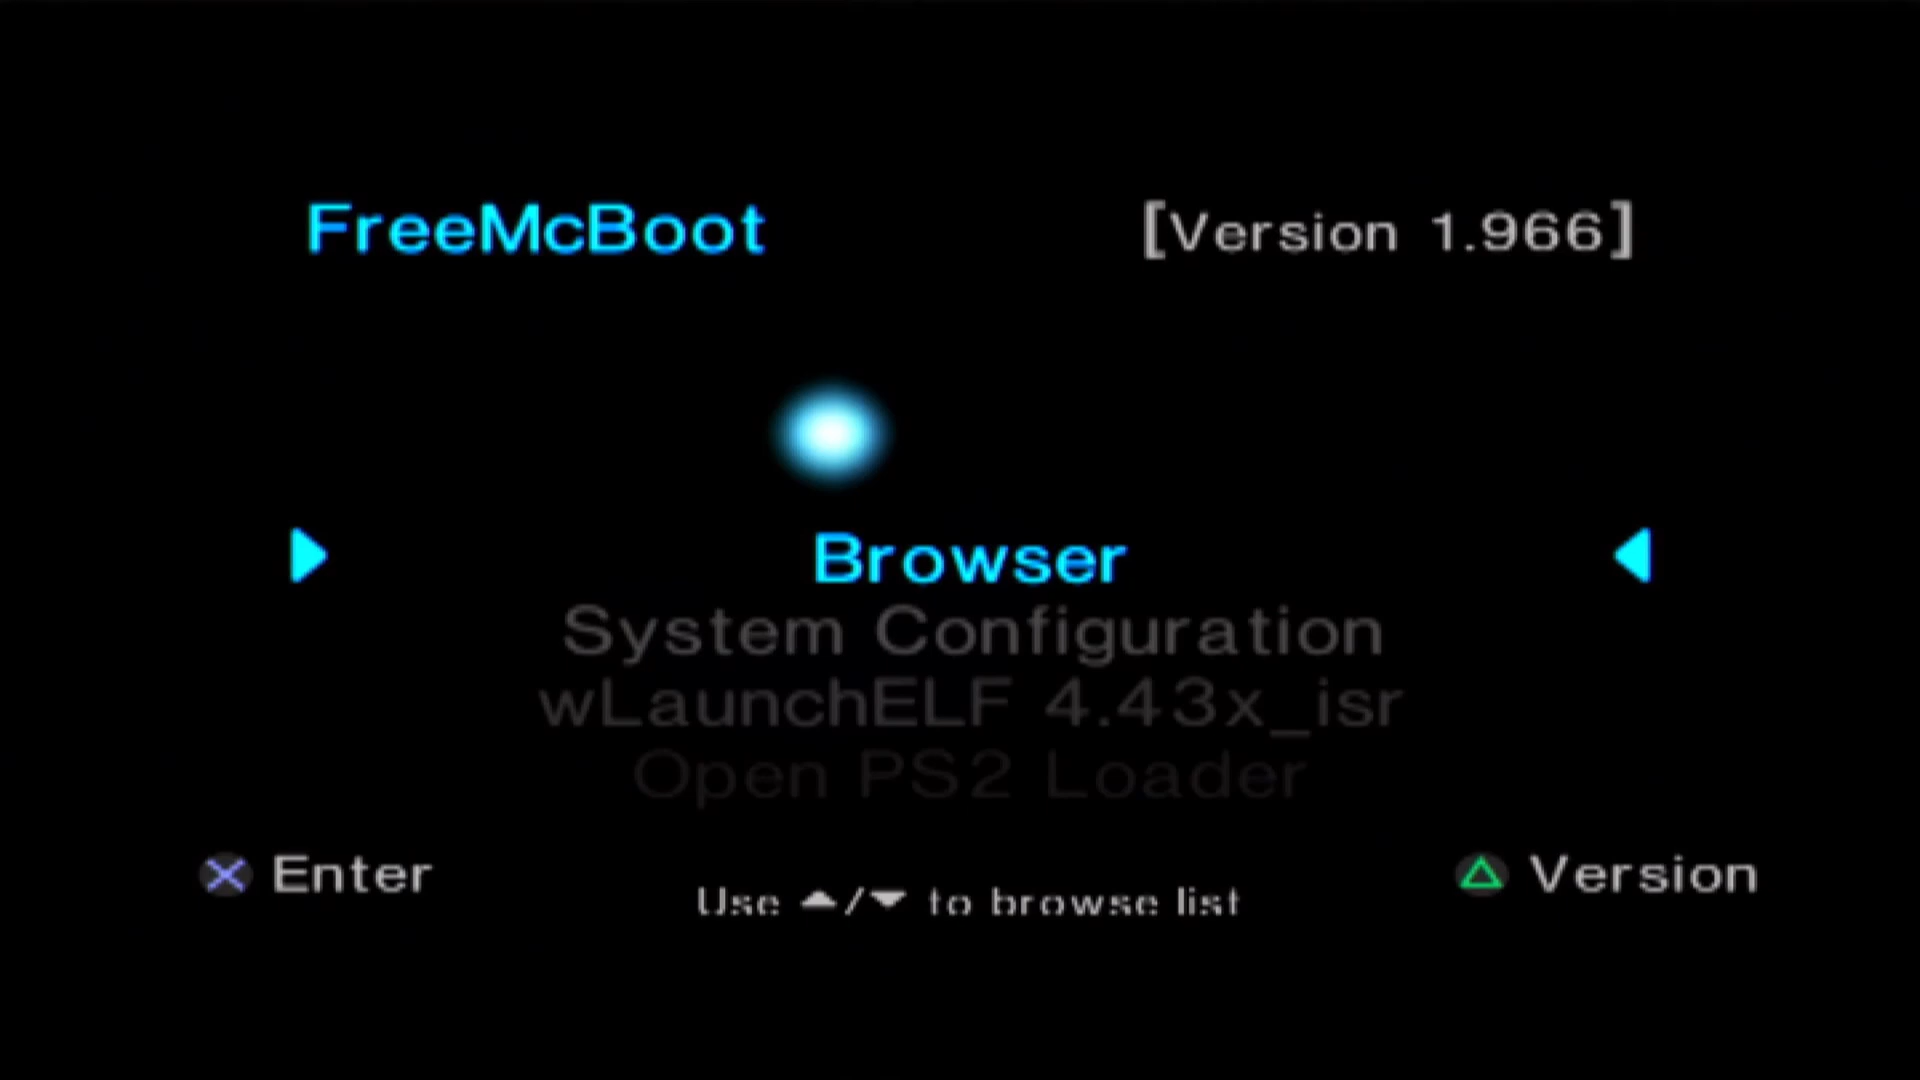 FreeMcBoot [Version 1.966]
Browser
System Configuration
wLaunchELF 4.43x_isr
Open PS2 Loader
Enter
Use ▲/▼ to browse list
Version